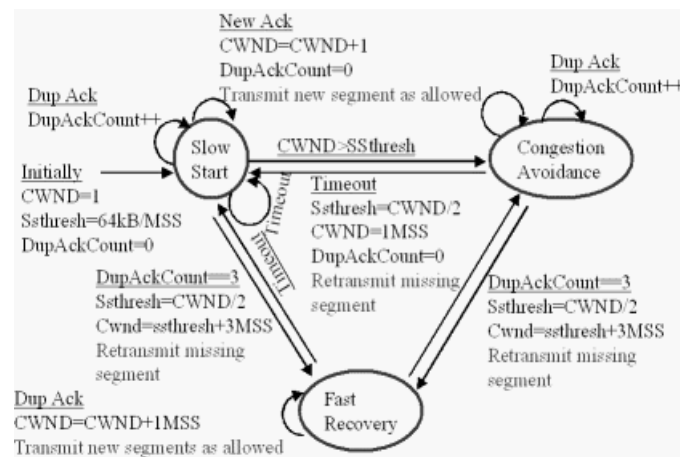 New Ack
CWND=CWND+1
DupAckCount=0
Transmit new segment as allowed
Dup Ack
DupAckCount++
Dup Ack
DupAckCount++
Slow
Start
CWND>SSthresh
Congestion
Avoidance
Initially
CWND=1
Ssthresh=64kB/MSS
DupAckCount=0
Timeout
Timeout
Timeout
Ssthresh=CWND/2
CWND=1MSS
DupAckCount=0
Retransmit missing
segment
DupAckCount==3
Ssthresh=CWND/2
Cwnd=ssthresh+3MSS
Retransmit missing
segment
DupAckCount==3
Ssthresh=CWND/2
Cwnd=ssthresh+3MSS
Retransmit missing
segment
Dup Ack
CWND=CWND+1MSS
Transmit new segments as allowed
Fast
Recovery